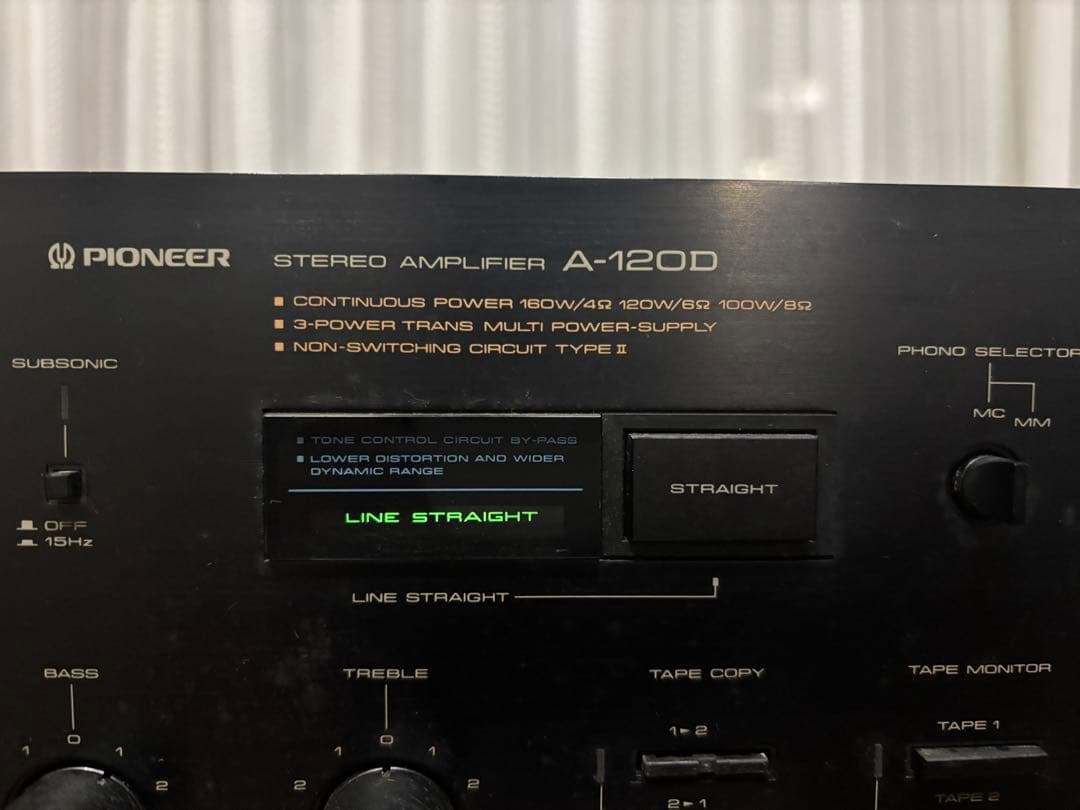 PIONEER STEREO AMPLIFIER A-120D
■ CONTINUOUS POWER 160W/4Ω 120W/6Ω 100W/8Ω
■ 3-POWER TRANS MULTI POWER-SUPPLY
■ NON-SWITCHING CIRCUIT TYPE II
SUBSONIC
OFF
15Hz
PHONO SELECTOR
MC
MM
■ TONE CONTROL CIRCUIT BY-PASS
■ LOWER DISTORTION AND WIDER
DYNAMIC RANGE
LINE STRAIGHT
STRAIGHT
LINE STRAIGHT
BASS
0
1 1
2
TREBLE
0
1 1
2 2
TAPE COPY
1▸2
2▸1
TAPE MONITOR
TAPE 1
TAPE 2